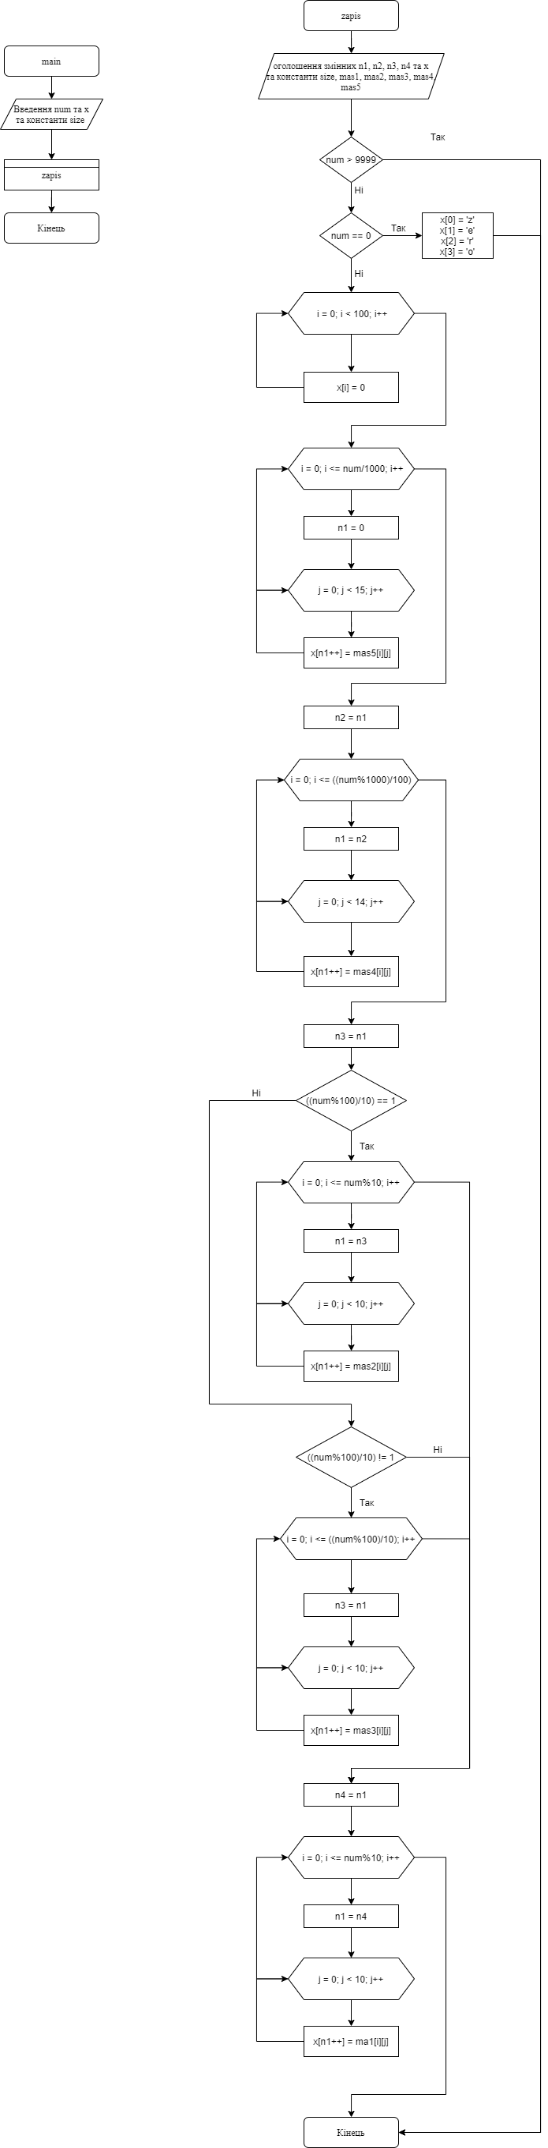 main
Введення num та x
та константи size
zapis
Кінець
zapis
оголошення змінних n1, n2, n3, n4 та x
та константи size, mas1, mas2, mas3, mas4,
mas5
Так
num > 9999
Ні
num == 0
Так
x[0] = 'z'
x[1] = 'e'
x[2] = 'r'
x[3] = 'o'
Ні
i = 0; i < 100; i++
x[i] = 0
i = 0; i <= num/1000; i++
n1 = 0
j = 0; j < 15; j++
x[n1++] = mas5[i][j]
n2 = n1
i = 0; i <= ((num%1000)/100)
n1 = n2
j = 0; j < 14; j++
x[n1++] = mas4[i][j]
n3 = n1
Ні
((num%100)/10) == 1
Так
i = 0; i <= num%10; i++
n1 = n3
j = 0; j < 10; j++
x[n1++] = mas2[i][j]
((num%100)/10) != 1
Ні
Так
i = 0; i <= ((num%100)/10); i++
n3 = n1
j = 0; j < 10; j++
x[n1++] = mas3[i][j]
n4 = n1
i = 0; i <= num%10; i++
n1 = n4
j = 0; j < 10; j++
x[n1++] = ma1[i][j]
Кінець